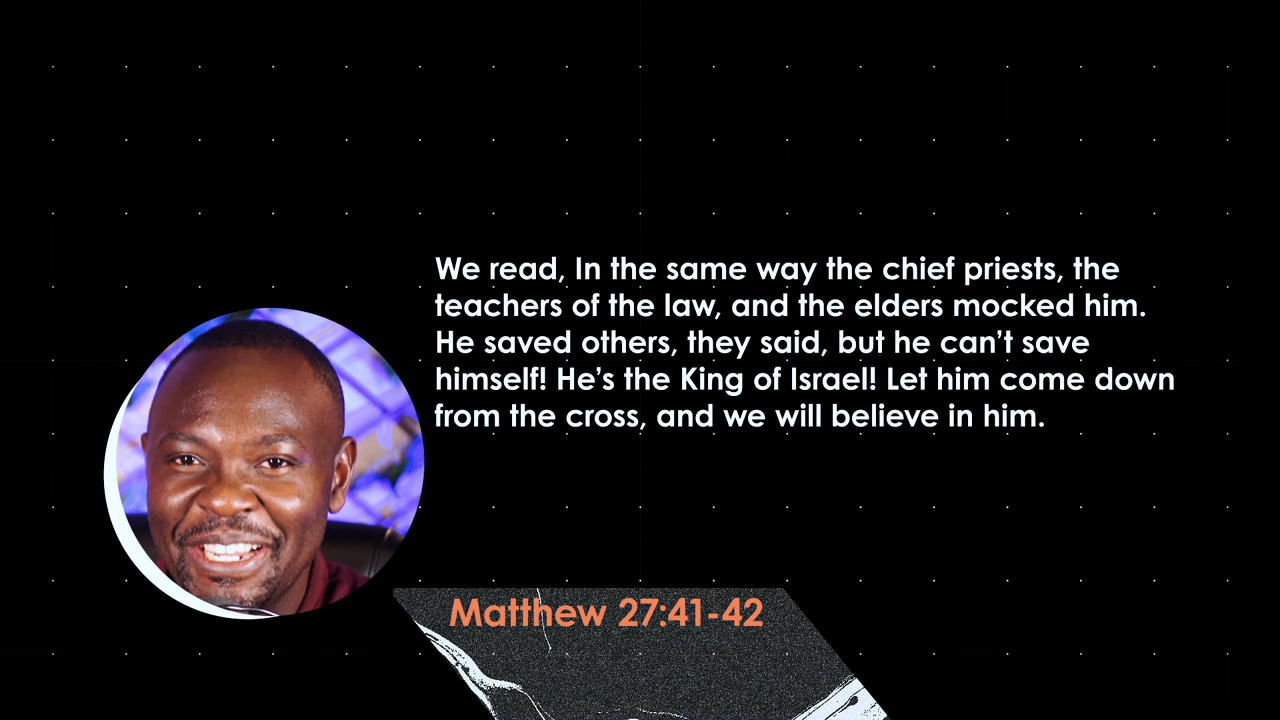 We read, In the same way the chief priests, the
teachers of the law, and the elders mocked him.
He saved others, they said, but he can’t save
himself! He’s the King of Israel! Let him come down
from the cross, and we will believe in him.
Matthew 27:41-42